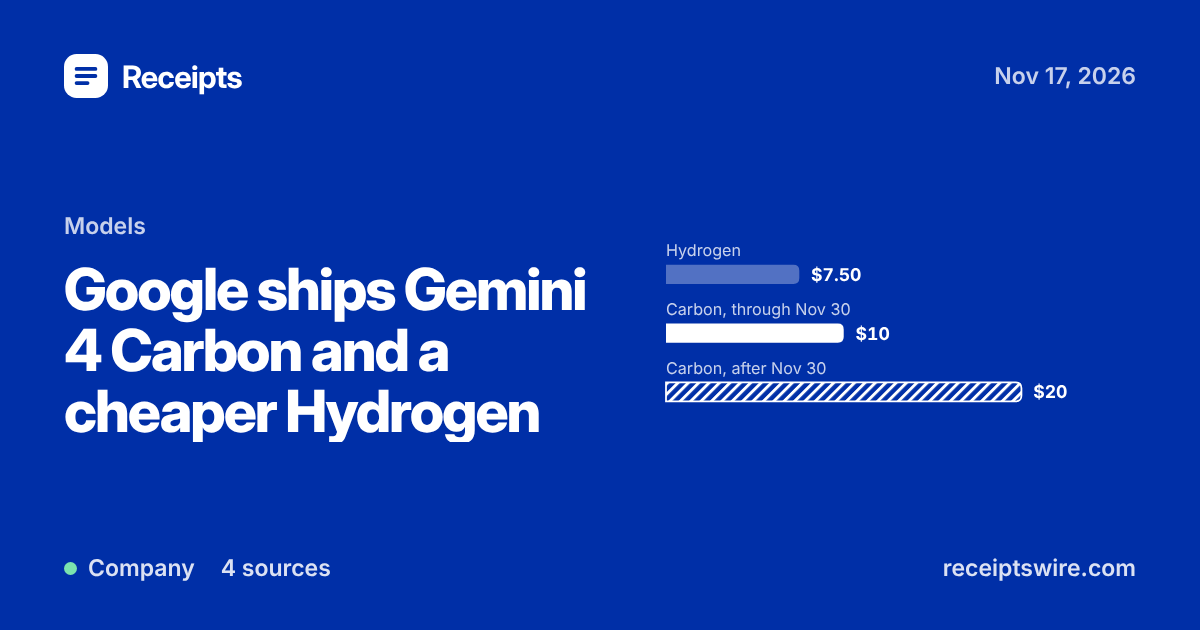 Receipts
Nov 17, 2026
Models
Google ships Gemini
4 Carbon and a
cheaper Hydrogen
Hydrogen
$7.50
Carbon, through Nov 30
$10
Carbon, after Nov 30
$20
Company
4 sources
receiptswire.com